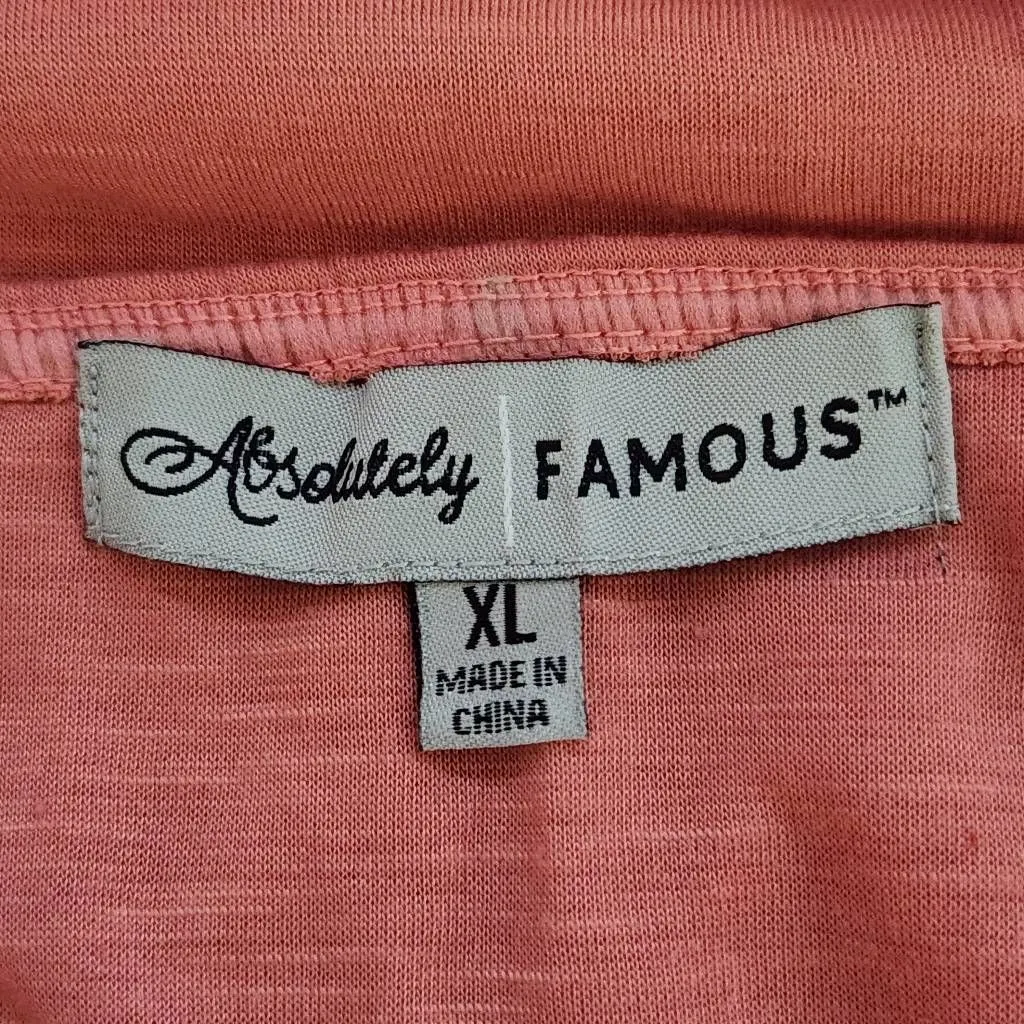 Absolutely | FAMOUS™
XL
MADE IN
CHINA